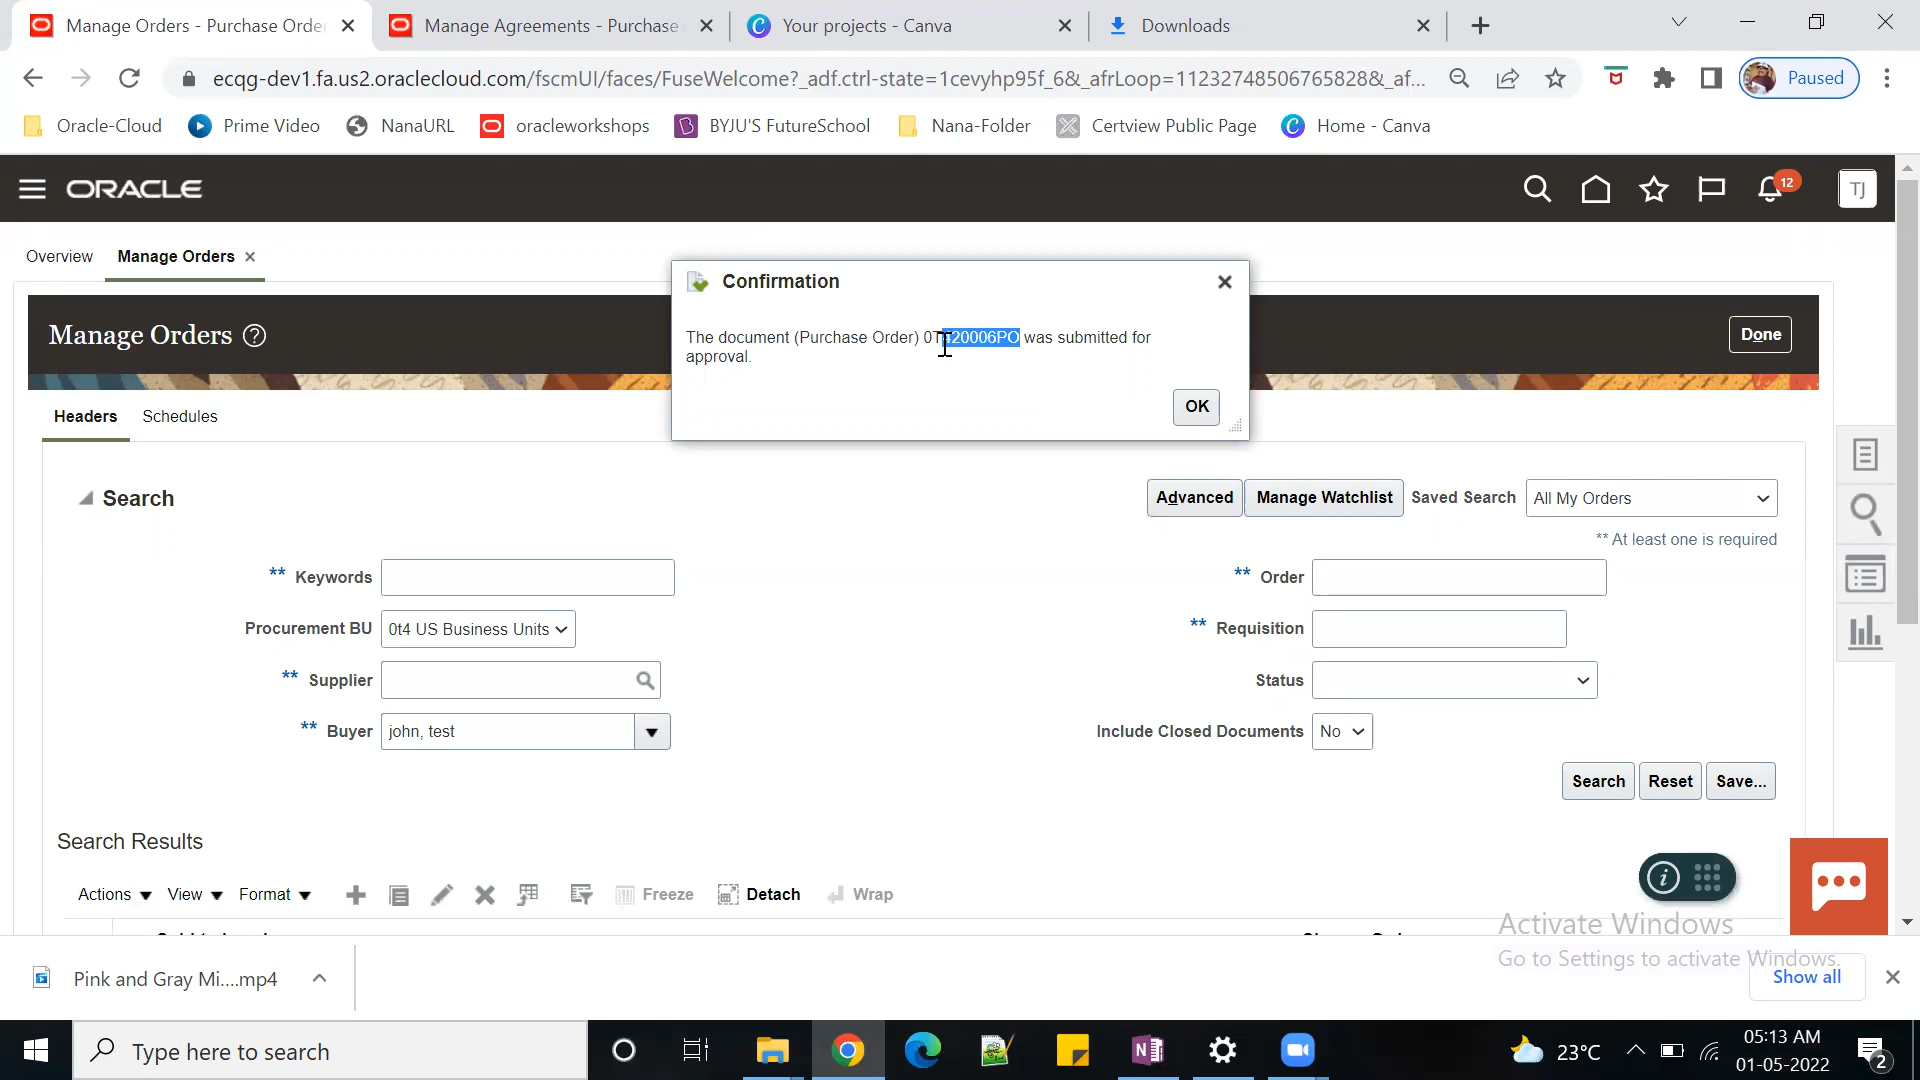 Manage Orders - Purchase Order
Manage Agreements - Purchase
Your projects - Canva
Downloads
ecqg-dev1.fa.us2.oraclecloud.com/fscmUI/faces/FuseWelcome?_adf.ctrl-state=1cevyhp95f_6&_afrLoop=11232748506765828&_af...
Paused
Oracle-Cloud
Prime Video
NanaURL
oracleworkshops
BYJU'S FutureSchool
Nana-Folder
Certview Public Page
Home - Canva
ORACLE
12
TJ
Overview
Manage Orders
Manage Orders
Done
Confirmation
The document (Purchase Order) 0T420006PO was submitted for
approval.
OK
Headers
Schedules
Search
Advanced
Manage Watchlist
Saved Search
All My Orders
** At least one is required
** Keywords
** Order
Procurement BU
0t4 US Business Units
** Requisition
** Supplier
Status
** Buyer
john, test
Include Closed Documents
No
Search
Reset
Save...
Search Results
Actions
View
Format
Freeze
Detach
Wrap
Activate Windows
Go to Settings to activate Windows.
Pink and Gray Mi....mp4
Show all
Type here to search
23°C
05:13 AM
01-05-2022
2